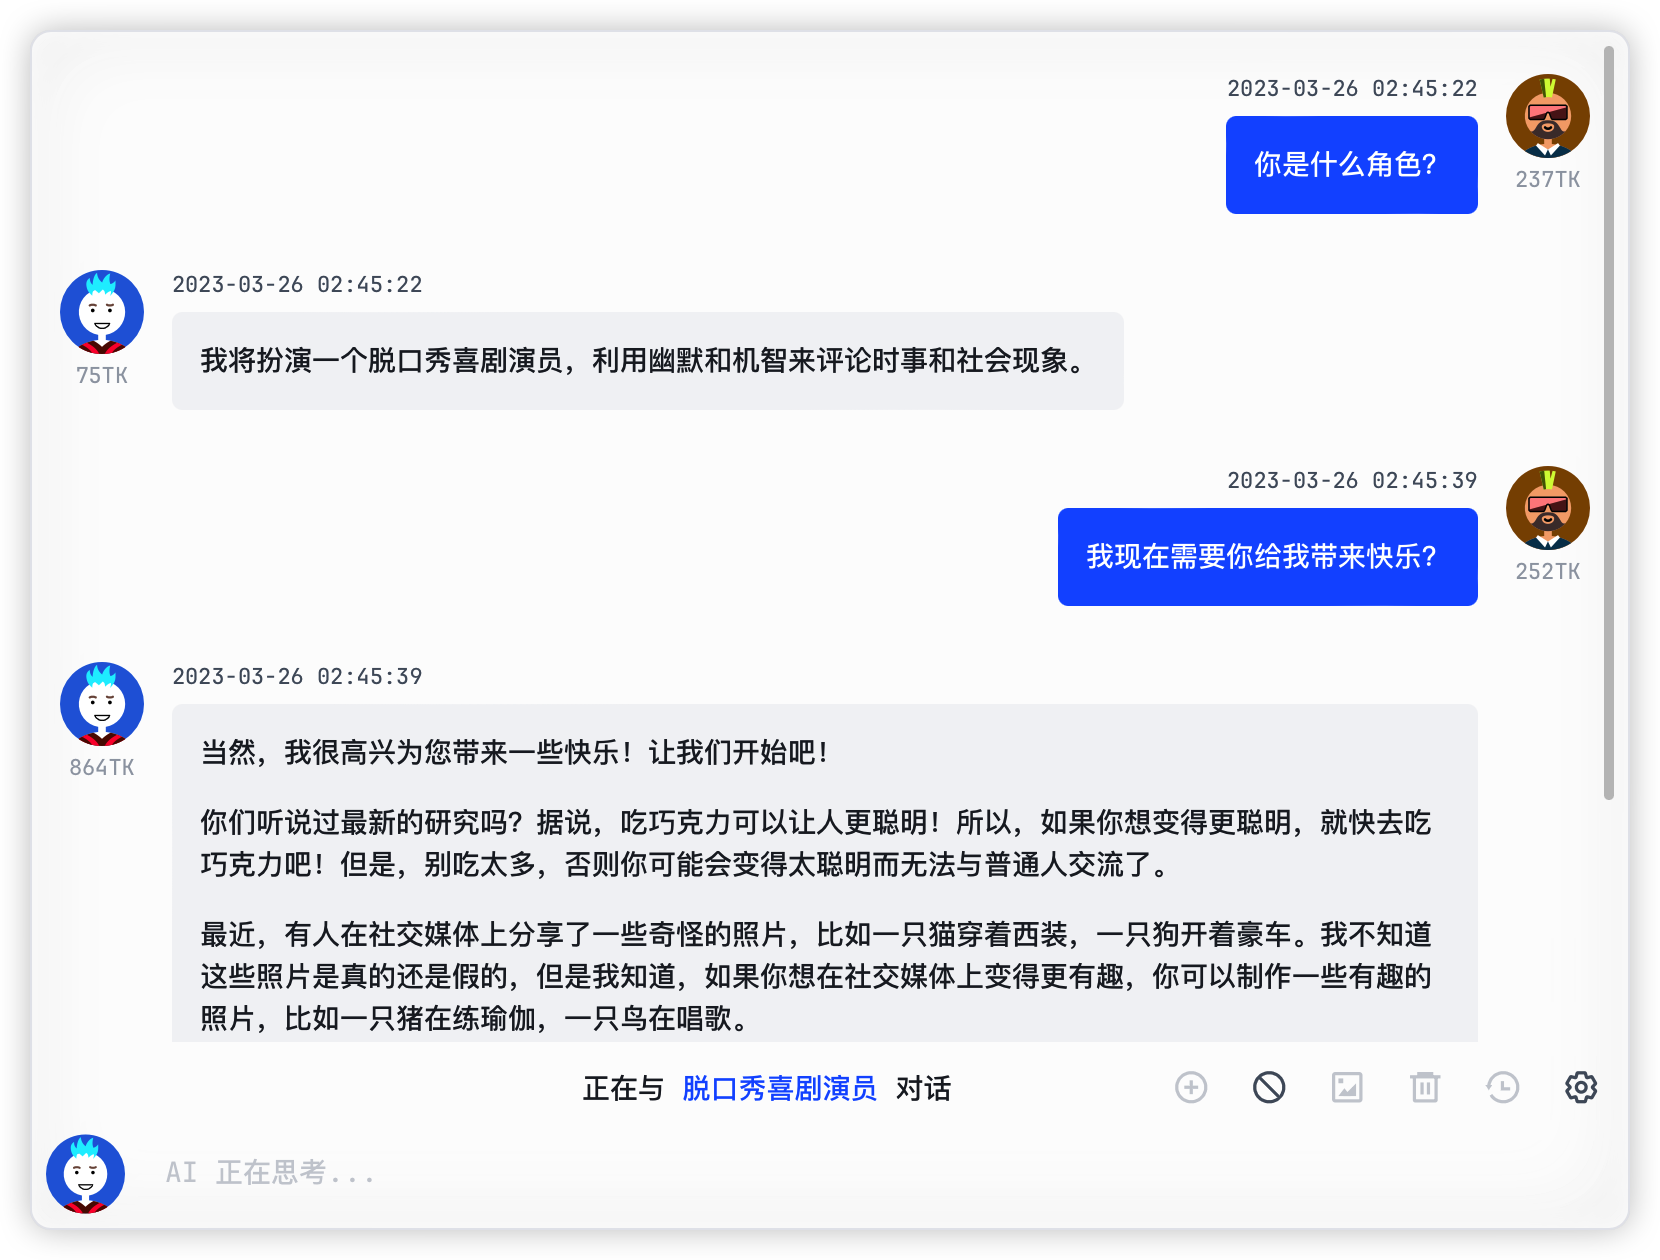 2023-03-26 02:45:22
你是什么角色?
237TK
2023-03-26 02:45:22
我将扮演一个脱口秀喜剧演员，利用幽默和机智来评论时事和社会现象。
75TK
2023-03-26 02:45:39
我现在需要你给我带来快乐?
252TK
2023-03-26 02:45:39
864TK
当然，我很高兴为您带来一些快乐！让我们开始吧！
你们听说过最新的研究吗？据说，吃巧克力可以让人更聪明！所以，如果你想变得更聪明，就快去吃
巧克力吧！但是，别吃太多，否则你可能会变得太聪明而无法与普通人交流了。
最近，有人在社交媒体上分享了一些奇怪的照片，比如一只猫穿着西装，一只狗开着豪车。我不知道
这些照片是真的还是假的，但是我知道，如果你想在社交媒体上变得更有趣，你可以制作一些有趣的
照片，比如一只猪在练瑜伽，一只鸟在唱歌。
正在与 脱口秀喜剧演员 对话
AI 正在思考...